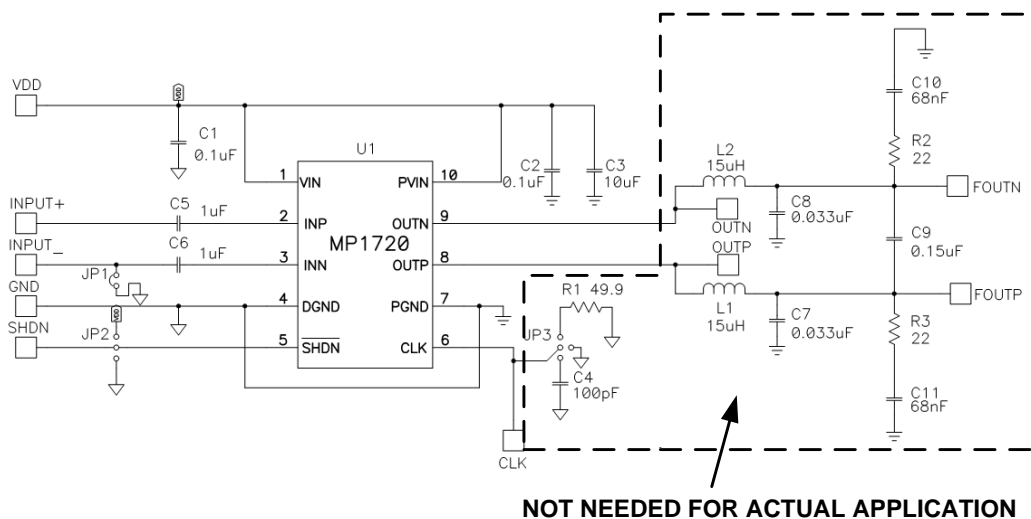 VDD
VDD
C1
0.1uF
U1
C2
0.1uF
C3
10uF
1
VIN
PVIN
10
INPUT+
C5
1uF
2
INP
OUTN
9
INPUT_
C6
1uF
3
INN
MP1720
OUTP
8
JP1
GND
4
DGND
PGND
7
SHDN
VDD
JP2
5
SHDN
CLK
6
R1 49.9
JP3
C4
100pF
CLK
L2
15uH
OUTN
OUTP
L1
15uH
C8
0.033uF
C7
0.033uF
C10
68nF
R2
22
FOUTN
C9
0.15uF
FOUTP
R3
22
C11
68nF
NOT NEEDED FOR ACTUAL APPLICATION